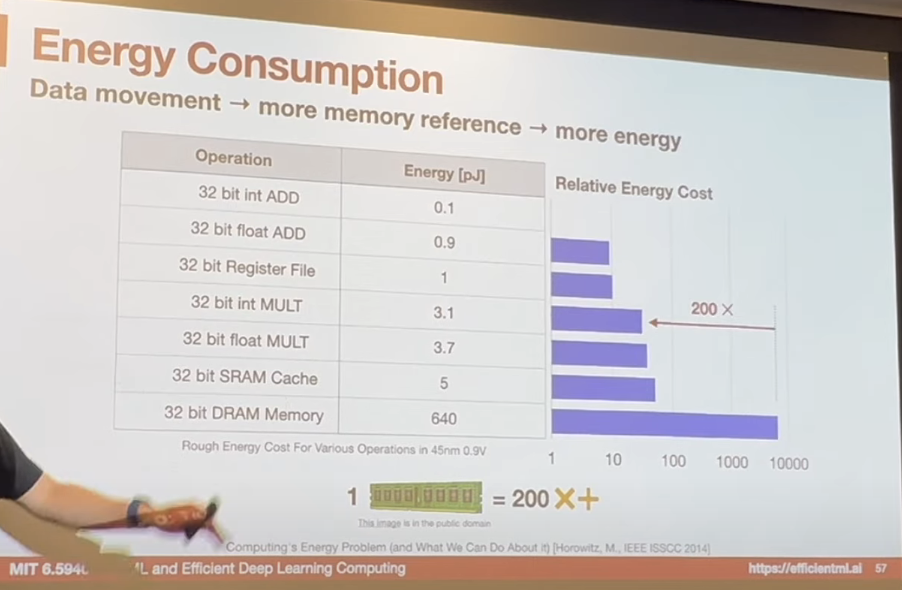 Energy Consumption
Data movement → more memory reference → more energy
Operation Energy [pJ]
32 bit int ADD 0.1
32 bit float ADD 0.9
32 bit Register File 1
32 bit int MULT 3.1
32 bit float MULT 3.7
32 bit SRAM Cache 5
32 bit DRAM Memory 640
Relative Energy Cost
200 ×
1 10 100 1000 10000
Rough Energy Cost For Various Operations in 45nm 0.9V
1 = 200 ×+
This image is in the public domain
Computing's Energy Problem (and What We Can Do About it) [Horowitz, M., IEEE ISSCC 2014]
MIT 6.594 and Efficient Deep Learning Computing https://efficientml.ai 57